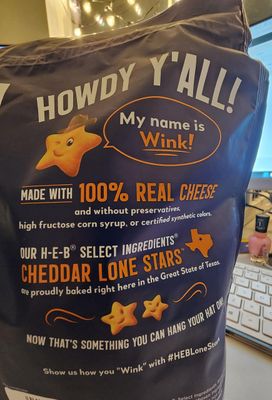 HOWDY Y'ALL!
My name is
Wink!
MADE WITH 100% REAL CHEESE
and without preservatives,
high fructose corn syrup, or certified synthetic colors.
OUR H-E-B® SELECT INGREDIENTS®
CHEDDAR LONE STARS
are proudly baked right here in the Great State of Texas.
NOW THAT'S SOMETHING YOU CAN HANG YOUR HAT ON!
Show us how you "Wink" with #HEBLoneStars